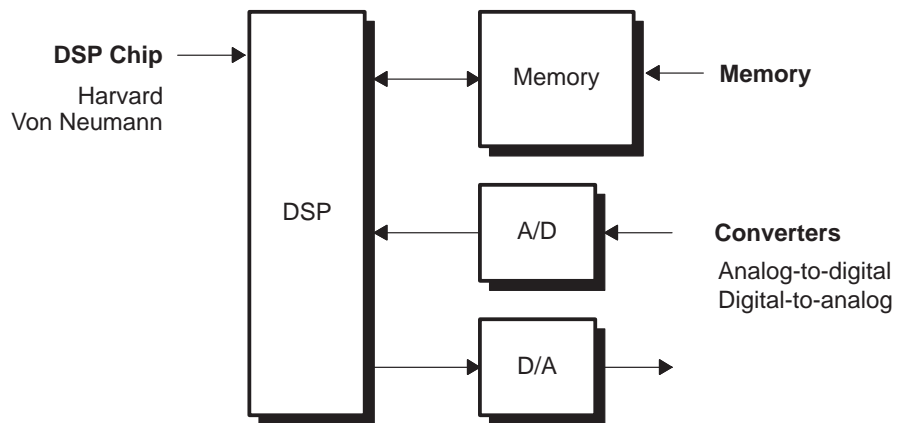 DSP Chip
Harvard
Von Neumann
DSP
Memory
Memory
A/D
Converters
Analog-to-digital
Digital-to-analog
D/A